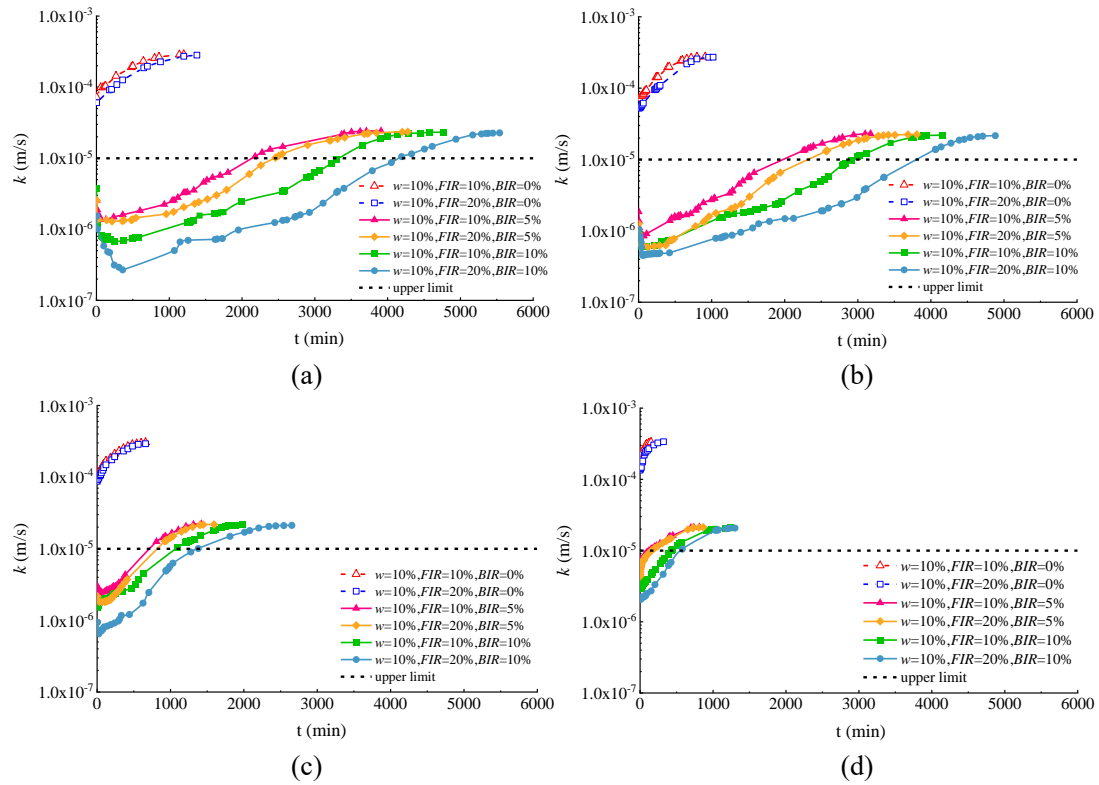 1.0x10⁻³
1.0x10⁻⁴
1.0x10⁻⁵
1.0x10⁻⁶
1.0x10⁻⁷
k (m/s)
0 1000 2000 3000 4000 5000 6000
t (min)
w=10%,FIR=10%,BIR=0%
w=10%,FIR=20%,BIR=0%
w=10%,FIR=10%,BIR=5%
w=10%,FIR=20%,BIR=5%
w=10%,FIR=10%,BIR=10%
w=10%,FIR=20%,BIR=10%
upper limit
(a)
1.0x10⁻³
1.0x10⁻⁴
1.0x10⁻⁵
1.0x10⁻⁶
1.0x10⁻⁷
k (m/s)
0 1000 2000 3000 4000 5000 6000
t (min)
w=10%,FIR=10%,BIR=0%
w=10%,FIR=20%,BIR=0%
w=10%,FIR=10%,BIR=5%
w=10%,FIR=20%,BIR=5%
w=10%,FIR=10%,BIR=10%
w=10%,FIR=20%,BIR=10%
upper limit
(b)
1.0x10⁻³
1.0x10⁻⁴
1.0x10⁻⁵
1.0x10⁻⁶
1.0x10⁻⁷
k (m/s)
0 1000 2000 3000 4000 5000 6000
t (min)
w=10%,FIR=10%,BIR=0%
w=10%,FIR=20%,BIR=0%
w=10%,FIR=10%,BIR=5%
w=10%,FIR=20%,BIR=5%
w=10%,FIR=10%,BIR=10%
w=10%,FIR=20%,BIR=10%
upper limit
(c)
1.0x10⁻³
1.0x10⁻⁴
1.0x10⁻⁵
1.0x10⁻⁶
1.0x10⁻⁷
k (m/s)
0 1000 2000 3000 4000 5000 6000
t (min)
w=10%,FIR=10%,BIR=0%
w=10%,FIR=20%,BIR=0%
w=10%,FIR=10%,BIR=5%
w=10%,FIR=20%,BIR=5%
w=10%,FIR=10%,BIR=10%
w=10%,FIR=20%,BIR=10%
upper limit
(d)